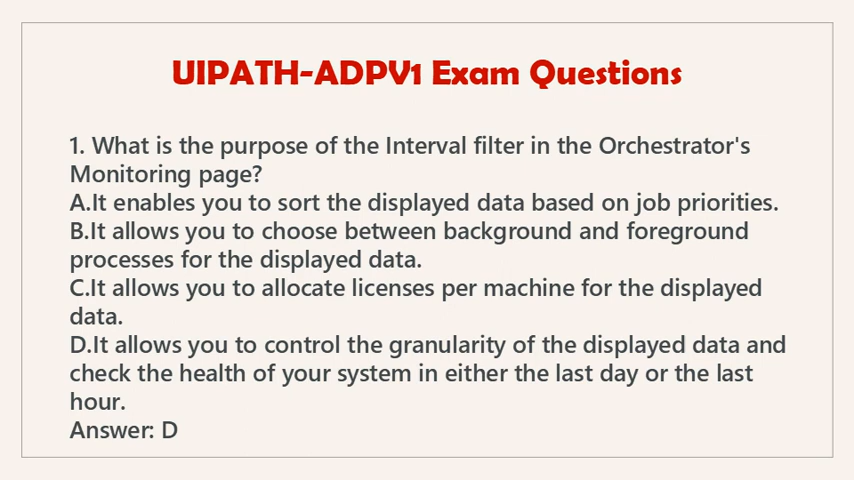 UIPATH-ADPV1 Exam Questions
1. What is the purpose of the Interval filter in the Orchestrator's
Monitoring page?
A.It enables you to sort the displayed data based on job priorities.
B.It allows you to choose between background and foreground
processes for the displayed data.
C.It allows you to allocate licenses per machine for the displayed
data.
D.It allows you to control the granularity of the displayed data and
check the health of your system in either the last day or the last
hour.
Answer: D